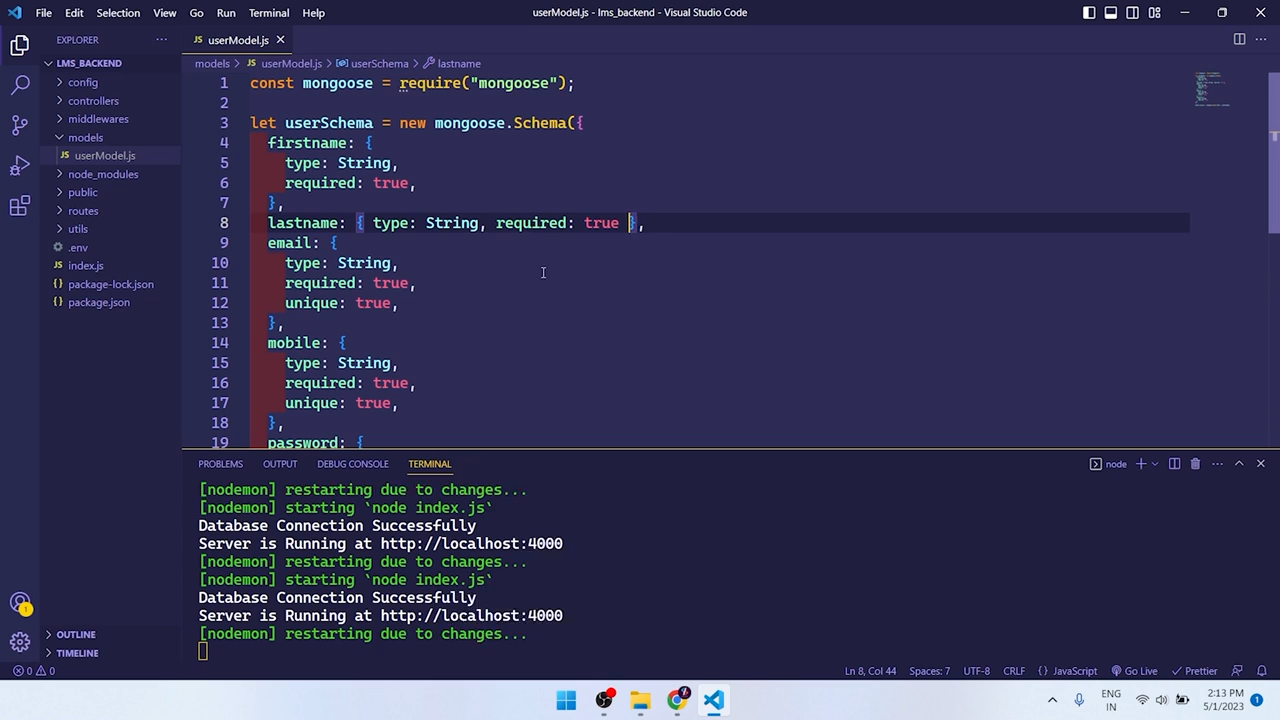 File Edit Selection View Go Run Terminal Help
userModel.js - lms_backend - Visual Studio Code
EXPLORER
LMS_BACKEND
config
controllers
middlewares
models
JS userModel.js
node_modules
public
routes
utils
.env
JS index.js
{} package-lock.json
{} package.json
OUTLINE
TIMELINE
JS userModel.js
models > JS userModel.js > userSchema > lastname
1 const mongoose = require("mongoose");
2
3 let userSchema = new mongoose.Schema({
4 firstname: {
5 type: String,
6 required: true,
7 },
8 lastname: { type: String, required: true },
9 email: {
10 type: String,
11 required: true,
12 unique: true,
13 },
14 mobile: {
15 type: String,
16 required: true,
17 unique: true,
18 },
19 password: {
PROBLEMS OUTPUT DEBUG CONSOLE TERMINAL
node
[nodemon] restarting due to changes...
[nodemon] starting `node index.js`
Database Connection Successfully
Server is Running at http://localhost:4000
[nodemon] restarting due to changes...
[nodemon] starting `node index.js`
Database Connection Successfully
Server is Running at http://localhost:4000
[nodemon] restarting due to changes...
1
0 0 Ln 8, Col 44 Spaces: 7 UTF-8 CRLF {} JavaScript Go Live Prettier
ENG
IN
2:13 PM
5/1/2023
1